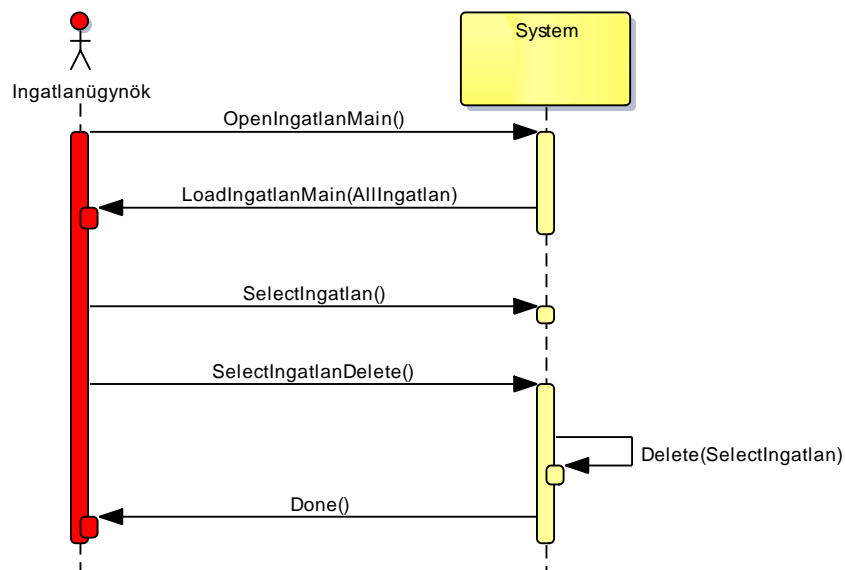 System
Ingatlanügynök
OpenIngatlanMain()
LoadIngatlanMain(AllIngatlan)
SelectIngatlan()
SelectIngatlanDelete()
Delete(SelectIngatlan)
Done()